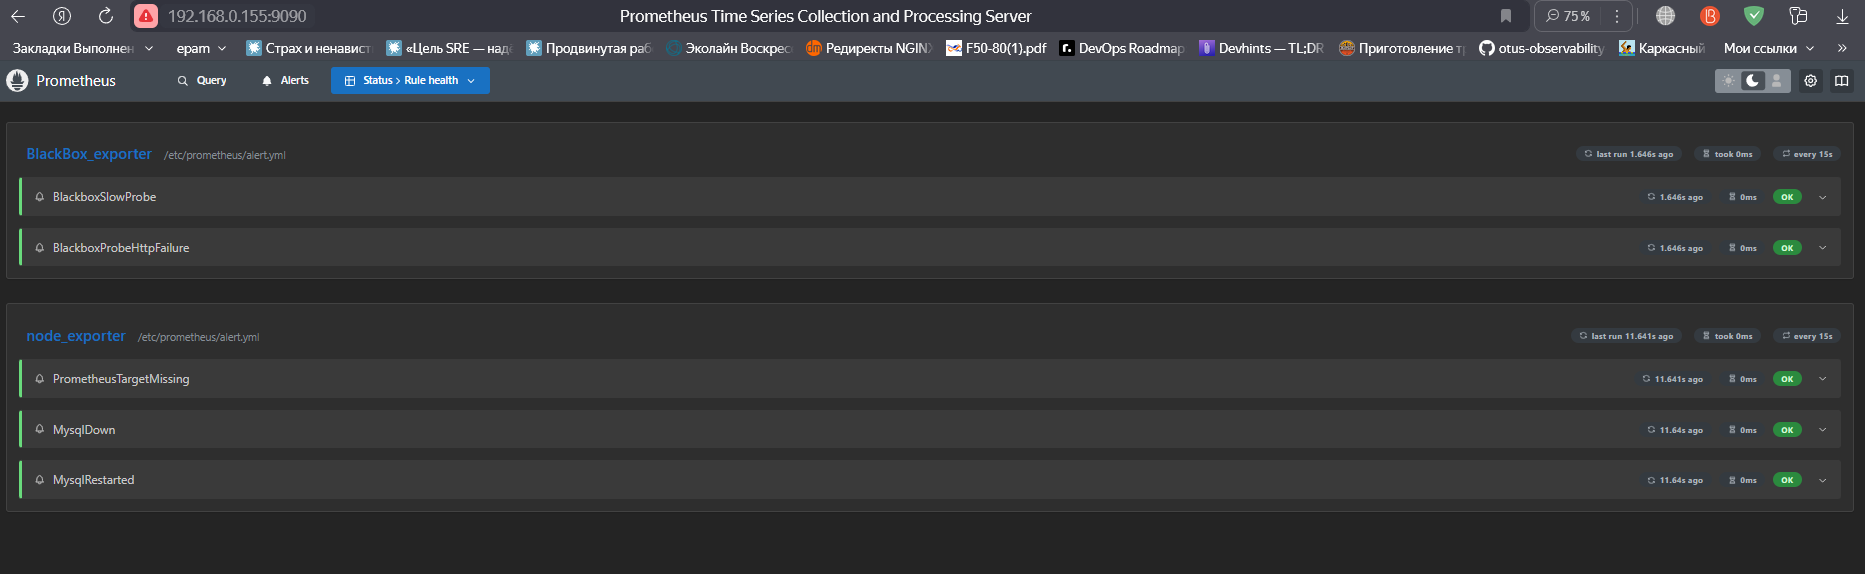 192.168.0.155:9090 Prometheus Time Series Collection and Processing Server 75 %
Закладки Выполнен epam Страх и ненавист «Цель SRE — над Продвинутая раб Эколайн Воскрес Редиректы NGINX F50-80(1).pdf DevOps Roadmap Devhints — TL;DR Приготовление т otus-observability Каркасный Мои ссылки »
Prometheus Query Alerts Status > Rule health
BlackBox_exporter /etc/prometheus/alert.yml last run 1.646s ago took 0ms every 15s
BlackboxSlowProbe 1.646s ago 0ms OK
BlackboxProbeHttpFailure 1.646s ago 0ms OK
node_exporter /etc/prometheus/alert.yml last run 11.641s ago took 0ms every 15s
PrometheusTargetMissing 11.641s ago 0ms OK
MysqlDown 11.64s ago 0ms OK
MysqlRestarted 11.64s ago 0ms OK